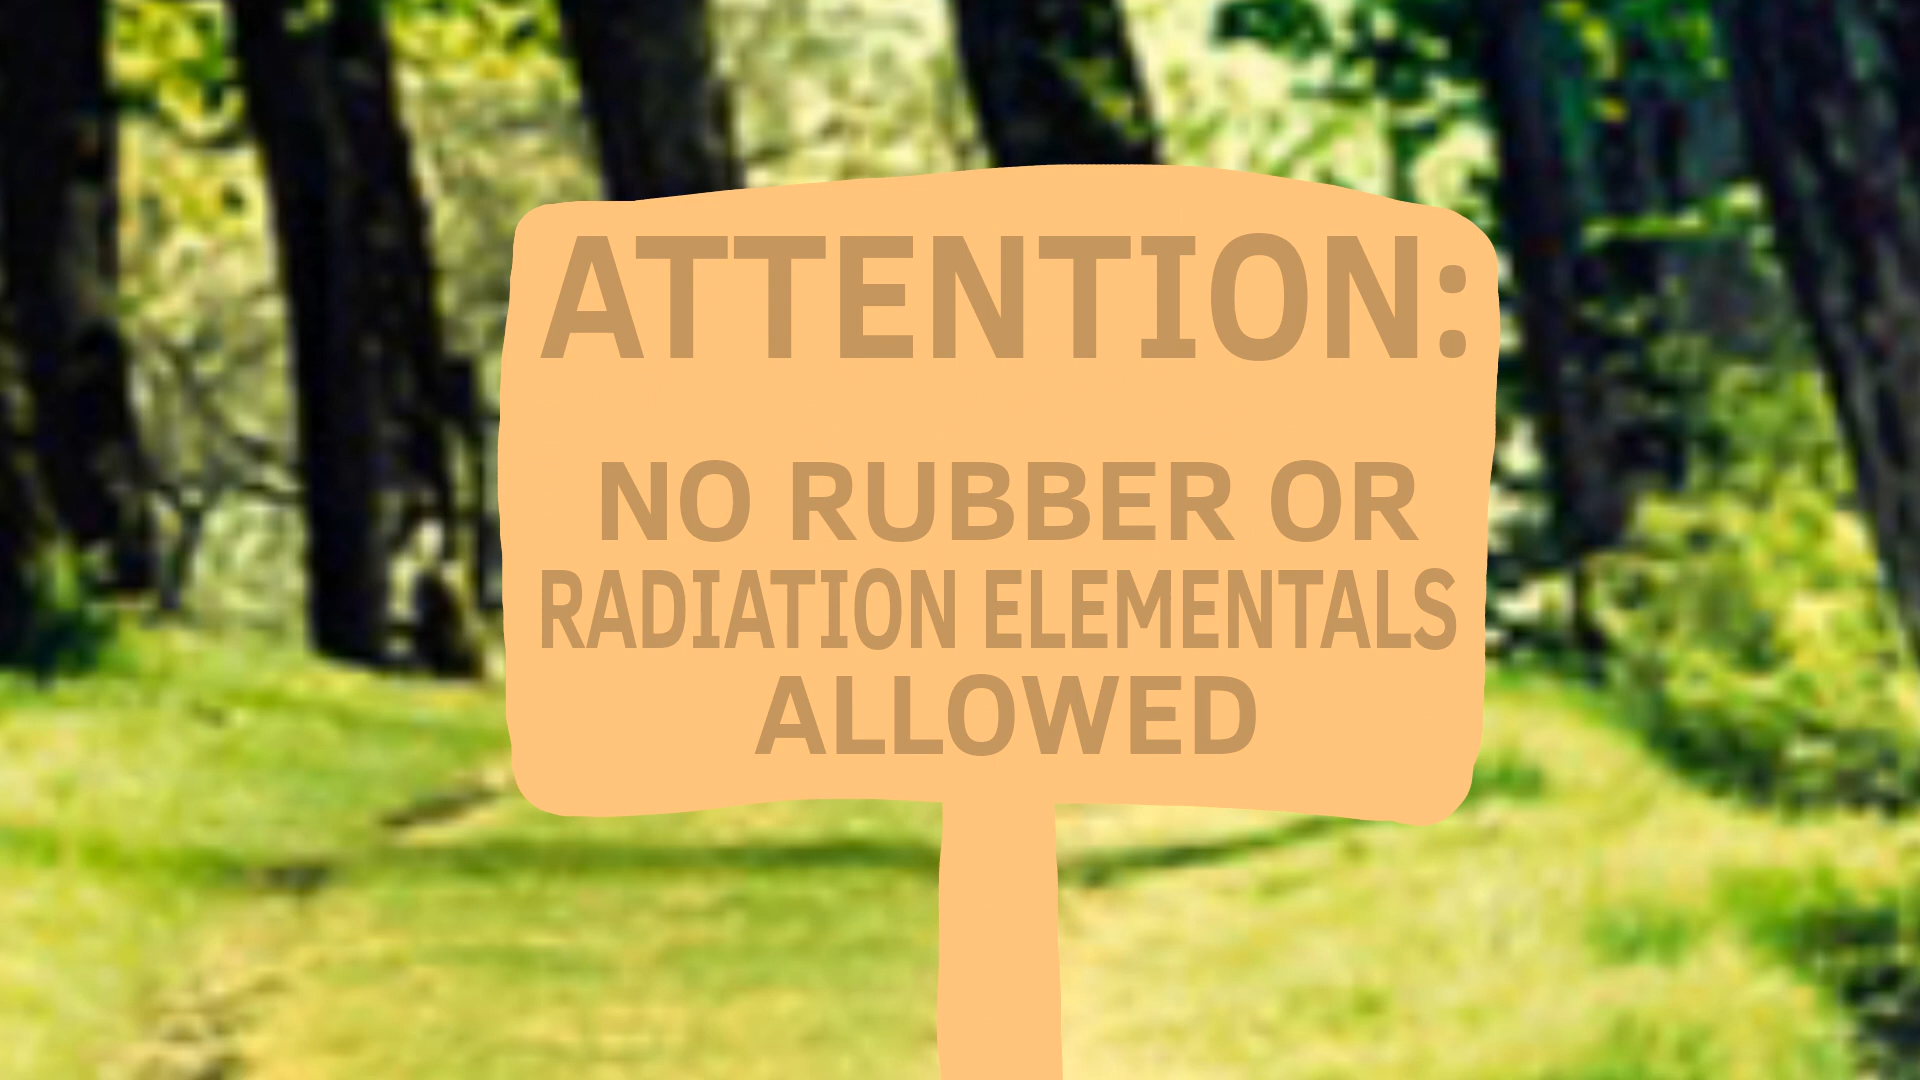 ATTENTION:
NO RUBBER OR
RADIATION ELEMENTALS
ALLOWED